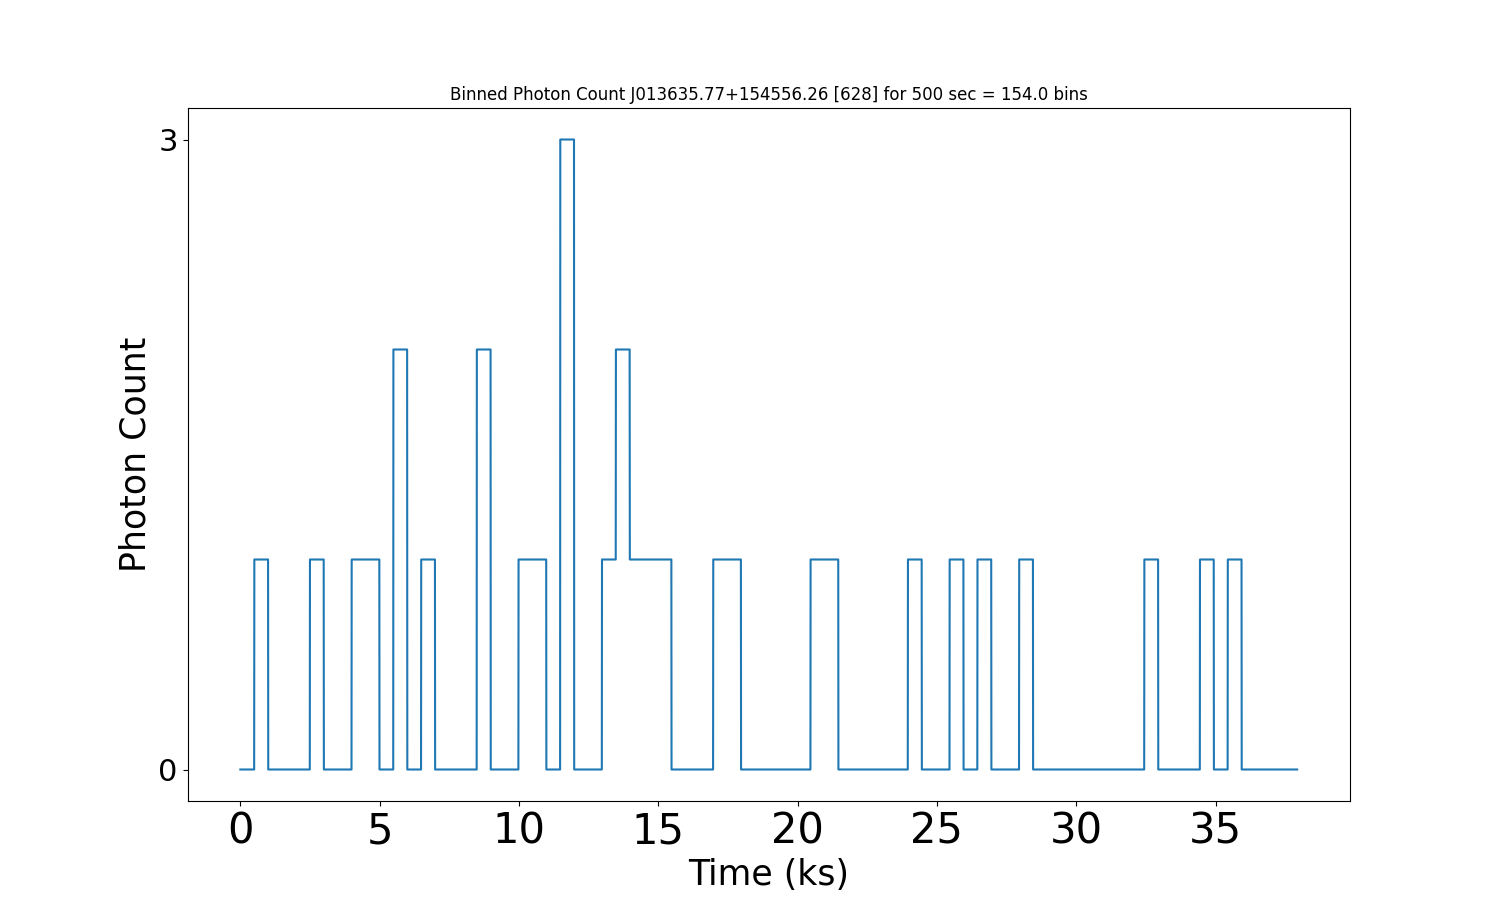 Binned Photon Count J013635.77+154556.26 [628] for 500 sec = 154.0 bins
3
Photon Count
0
0 5 10 15 20 25 30 35
Time (ks)